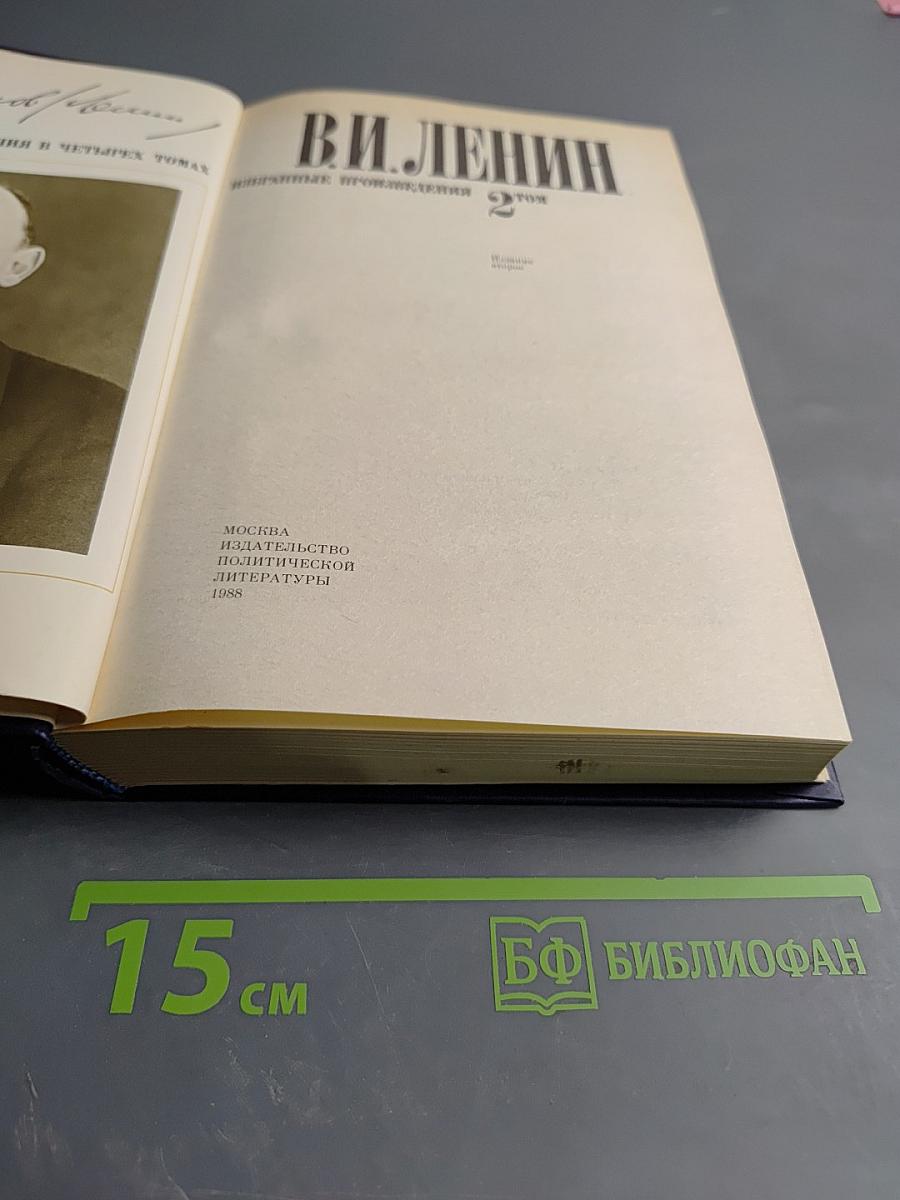 НИЯ В ЧЕТЫРЕХ ТОМАХ
В.И.ЛЕНИН
ИЗБРАННЫЕ ПРОИЗВЕДЕНИЯ 2 ТОМ
Издание
второе
МОСКВА
ИЗДАТЕЛЬСТВО
ПОЛИТИЧЕСКОЙ
ЛИТЕРАТУРЫ
1988
15 СМ
БФ БИБЛИОФАН